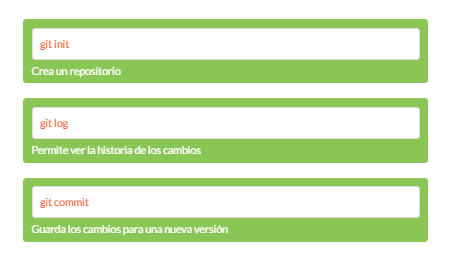 git init
Crea un repositorio
git log
Permite ver la historia de los cambios
git commit
Guarda los cambios para una nueva versión